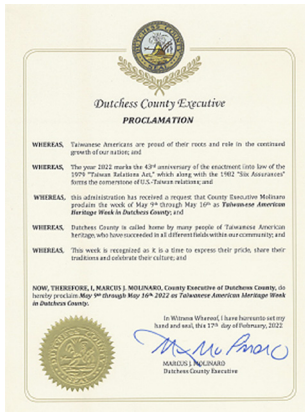 DUTCHESS COUNTY
Dutchess County Executive
PROCLAMATION
WHEREAS, Taiwanese Americans are proud of their roots and role in the continued
growth of our nation; and
WHEREAS, The year 2022 marks the 43rd anniversary of the enactment into law of the
1979 "Taiwan Relations Act," which along with the 1982 "Six Assurances"
forms the cornerstone of U.S.-Taiwan relations; and
WHEREAS, this administration has received a request that County Executive Molinaro
proclaim the week of May 9th through May 16th as Taiwanese American
Heritage Week in Dutchess County; and
WHEREAS, Dutchess County is called home by many people of Taiwanese American
heritage, who have succeeded in all different fields within our community; and
WHEREAS, This week is recognized as it is a time to express their pride, share their
traditions and celebrate their culture; and
NOW, THEREFORE, I, MARCUS J. MOLINARO, County Executive of Dutchess County, do
hereby proclaim May 9th through May 16th 2022 as Taiwanese American Heritage Week
in Dutchess County.
In Witness Whereof, I have hereunto set my
hand and seal, this 17th day of February, 2022
MARCUS J. MOLINARO
Dutchess County Executive